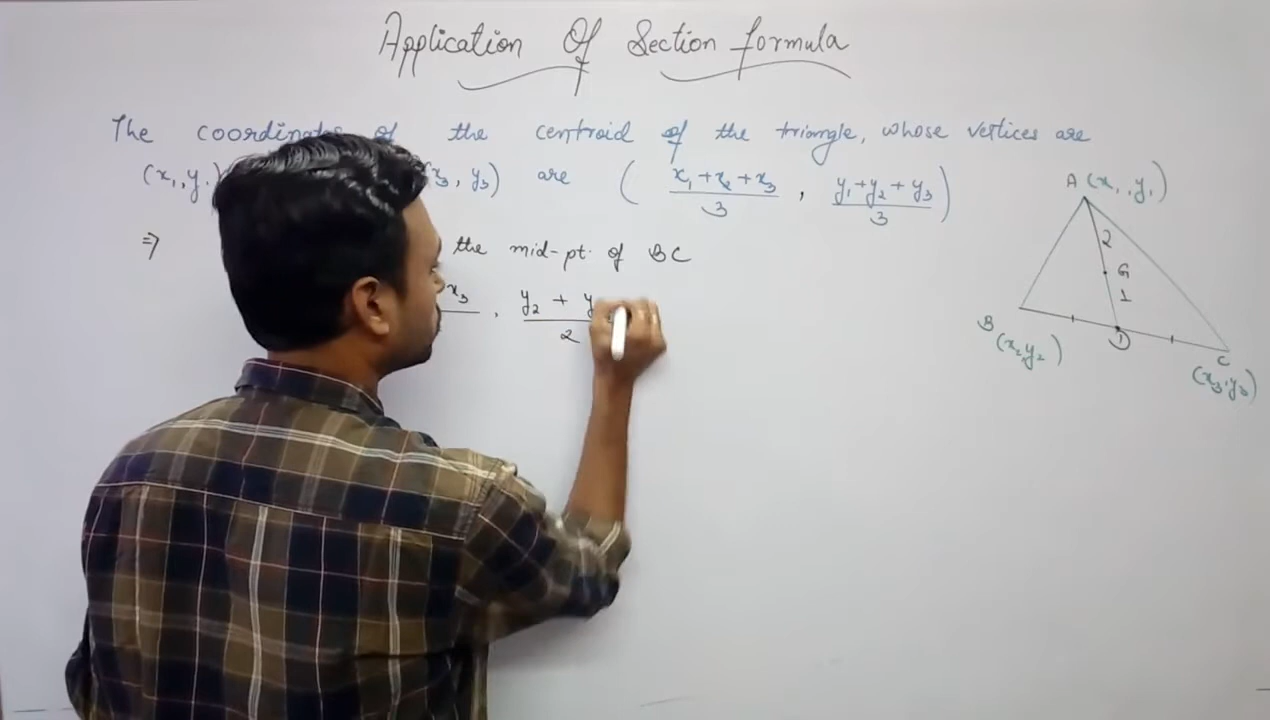 Application Of Section formula
The coordinates of the centroid of the triangle, whose vertices are
(x₁, y₁) x₃, y₃) are ( x₁ + x₂ + x₃ / 3 , y₁ + y₂ + y₃ / 3 )
⇒ the mid-pt. of BC
x₃ , y₂ + y / 2
A (x₁, y₁)
2
G
1
B
(x₂, y₂)
D
C
(x₃, y₃)